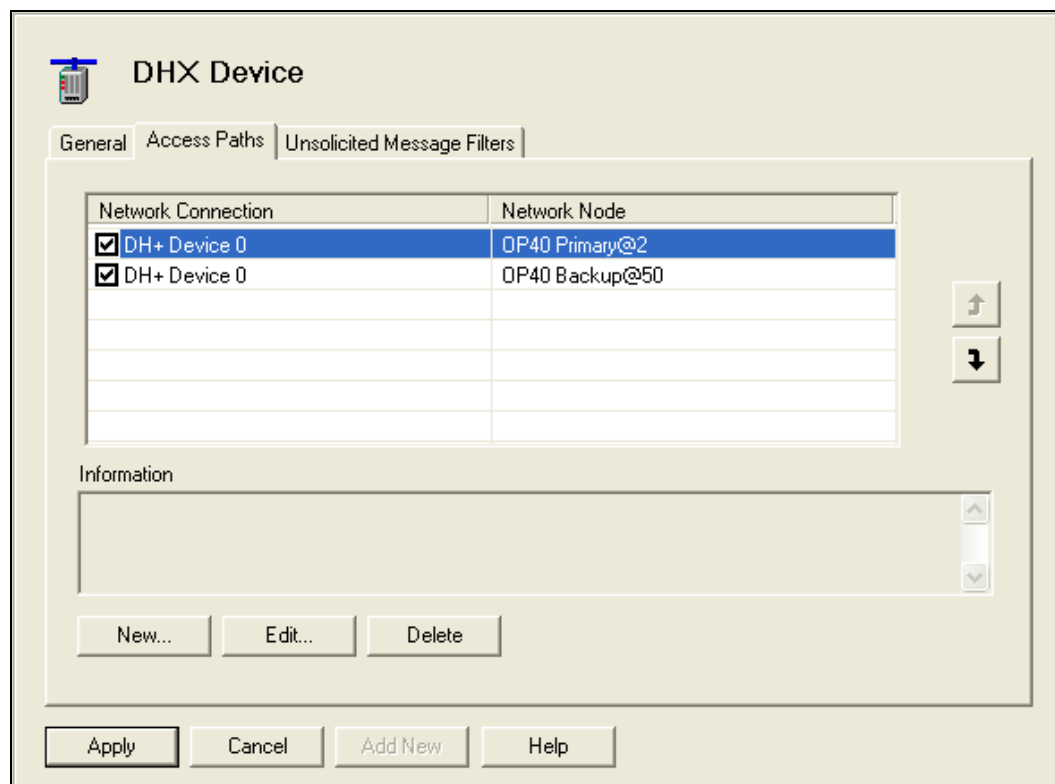 DHX Device
General Access Paths Unsolicited Message Filters
Network Connection Network Node
DH+ Device 0 OP40 Primary@2
DH+ Device 0 OP40 Backup@50
Information
New... Edit... Delete
Apply Cancel Add New Help